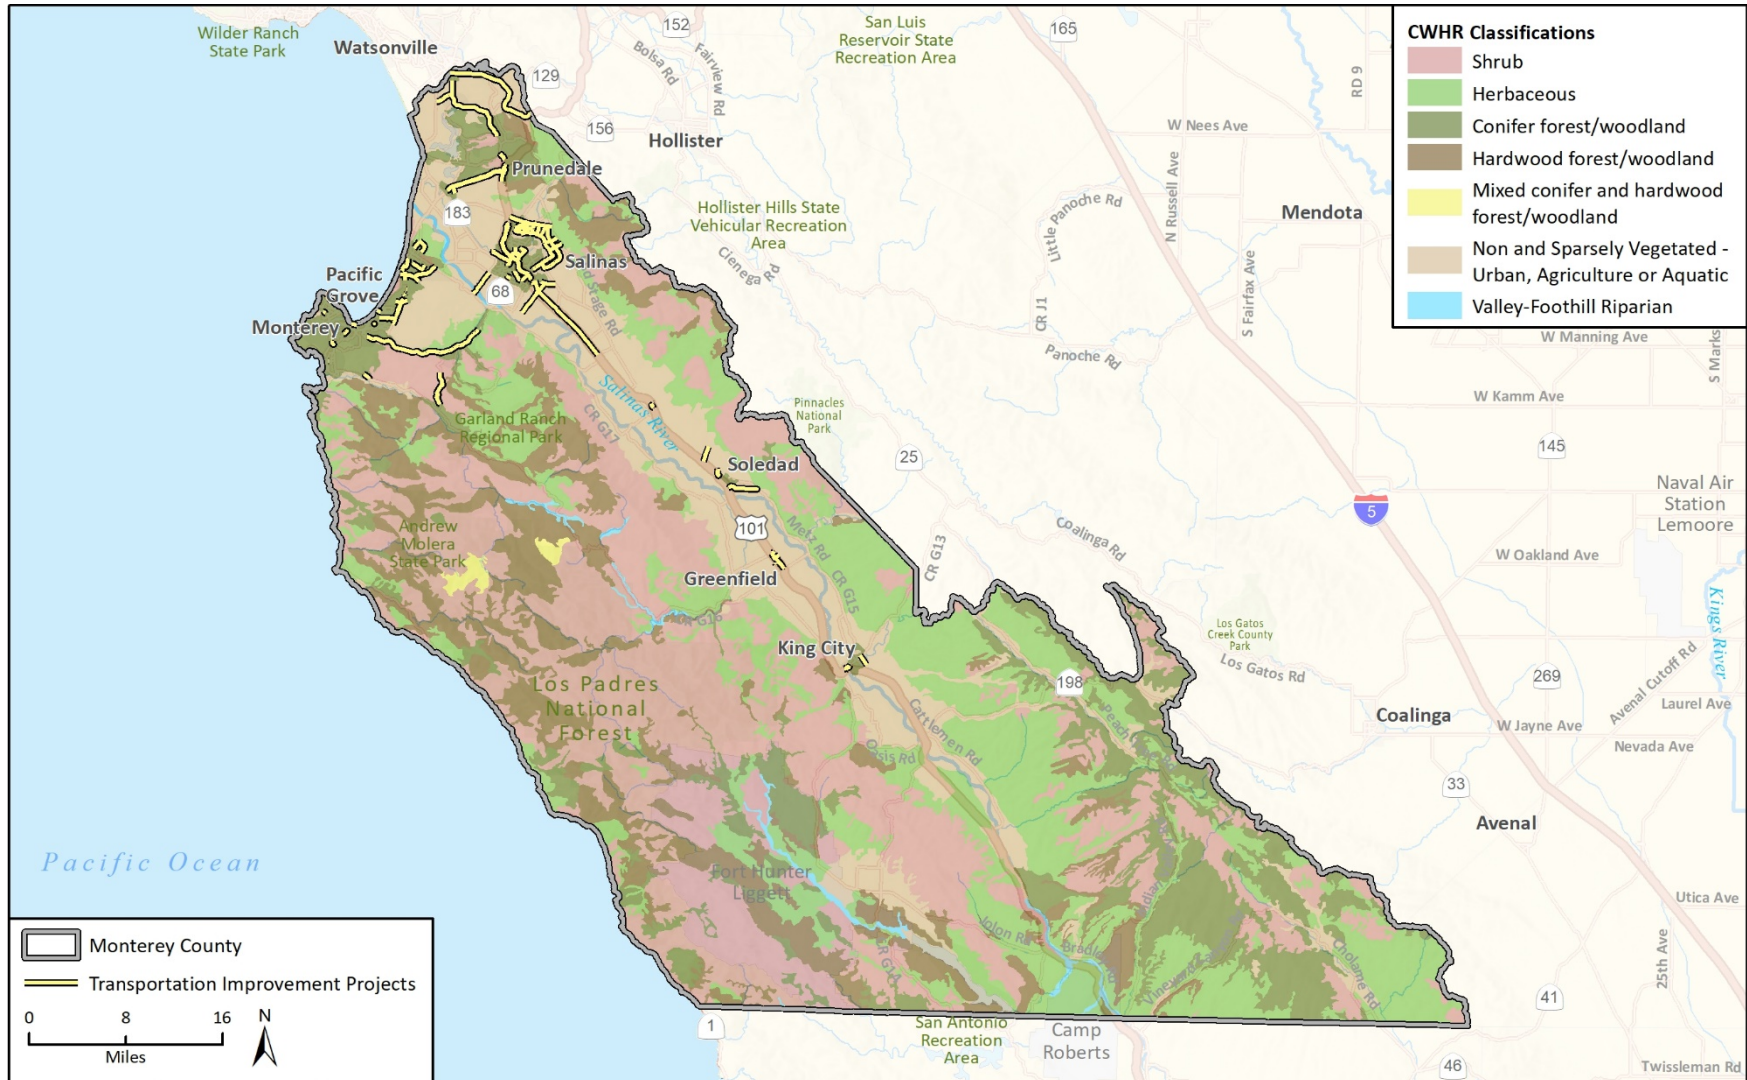 Wilder Ranch
State Park
Watsonville
152
Bolsa Rd
Fairview Rd
San Luis
Reservoir State
Recreation Area
165
RD 9
129
156
Hollister
W Nees Ave
Prunedale
183
Hollister Hills State
Vehicular Recreation
Area
Cienega Rd
Little Panoche Rd
N Russell Ave
Mendota
S Fairfax Ave
Salinas
Pacific
Grove
68
Monterey
CR J1
Panoche Rd
W Manning Ave
S Marks
Salinas River
CR G17
Garland Ranch
Regional Park
Pinnacles
National
Park
W Kamm Ave
145
25
Soledad
Naval Air
Station
Lemoore
5
101
Metz Rd
Andrew
Molera
State Park
Coalinga Rd
CR G13
W Oakland Ave
Greenfield
CR G15
Kings River
Los Gatos
Creek County
Park
Los Gatos Rd
King City
198
269
Avenal Cutoff Rd
Los Padres
National
Forest
Cattlemen Rd
Coalinga
W Jayne Ave
Laurel Ave
Nevada Ave
33
Avenal
Pacific Ocean
Fort Hunter
Liggett
Utica Ave
Jolon Rd
Cholame Rd
25th Ave
41
1
San Antonio
Recreation
Area
Camp
Roberts
46
Twissleman Rd
CWHR Classifications
Shrub
Herbaceous
Conifer forest/woodland
Hardwood forest/woodland
Mixed conifer and hardwood
forest/woodland
Non and Sparsely Vegetated -
Urban, Agriculture or Aquatic
Valley-Foothill Riparian
Monterey County
Transportation Improvement Projects
0 8 16
Miles
N